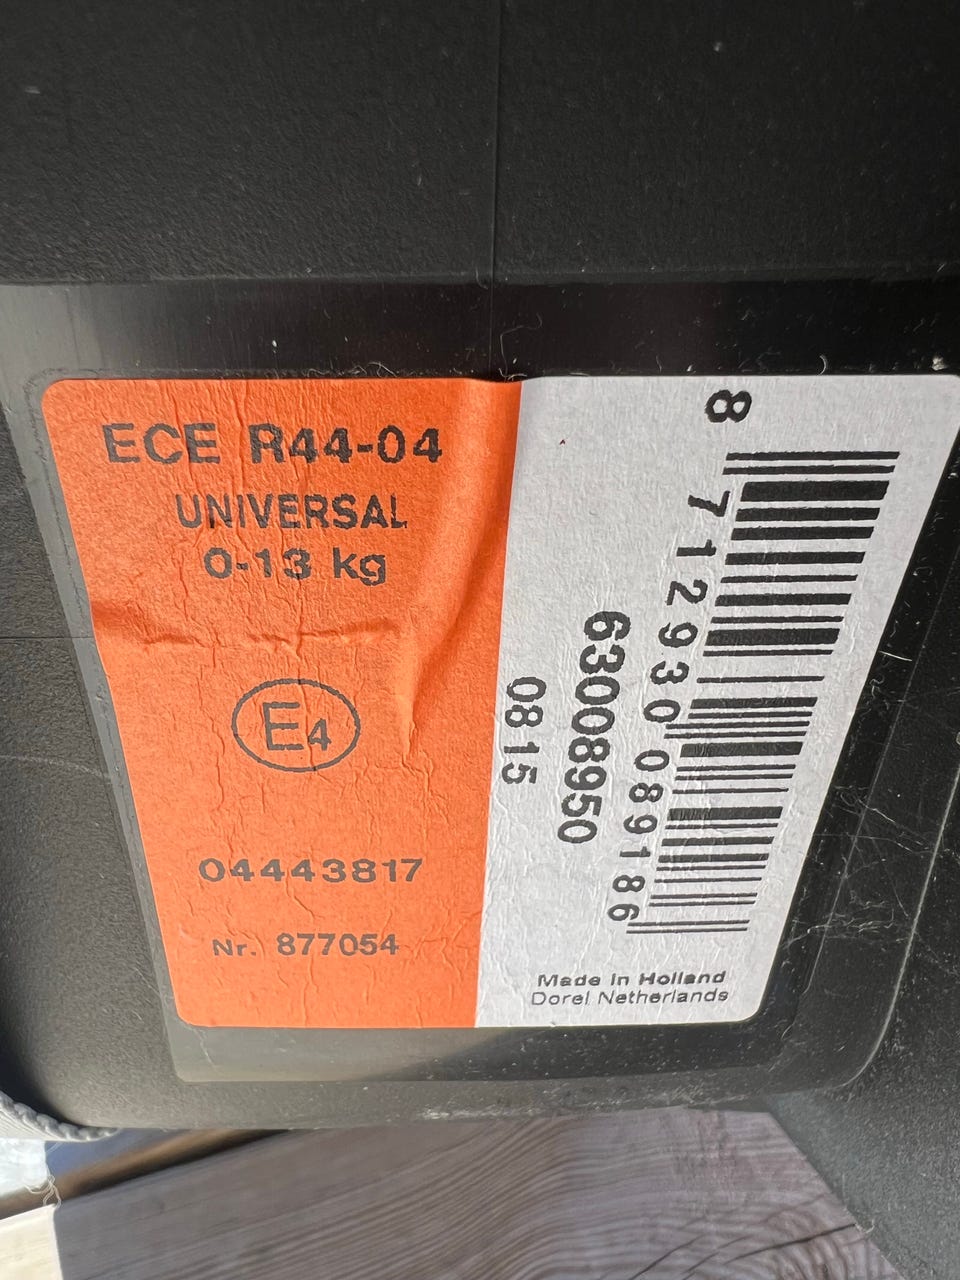 ECE R44-04
UNIVERSAL
0-13 kg
E4
04443817
Nr. 877054
8 712930 089186
63008950
0815
Made in Holland
Dorel Netherlands